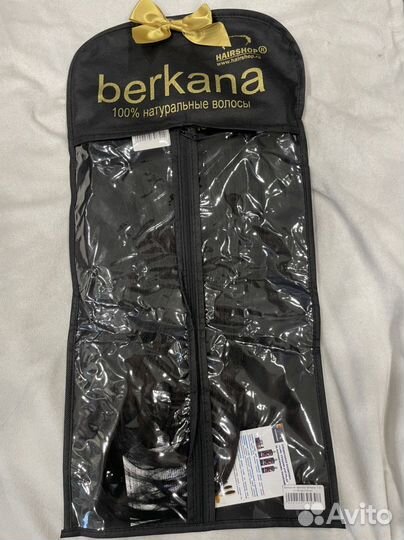 HAIRSHOP®
www.hairshop.ru
berkana
100% натуральные волосы
Avito